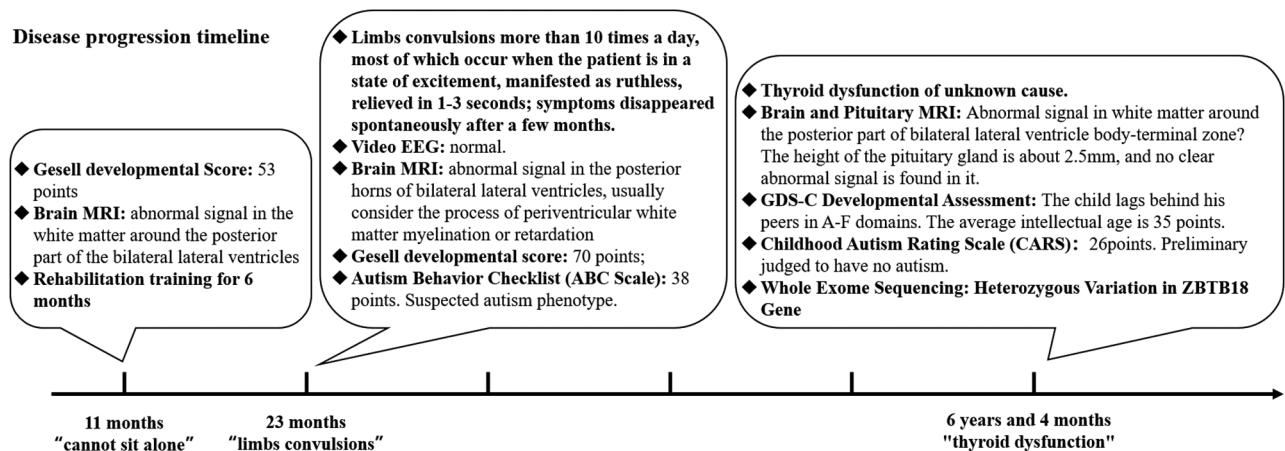 Disease progression timeline
◆ Gesell developmental Score: 53
points
◆ Brain MRI: abnormal signal in the
white matter around the posterior
part of the bilateral lateral ventricles
◆ Rehabilitation training for 6
months
◆ Limbs convulsions more than 10 times a day,
most of which occur when the patient is in a
state of excitement, manifested as ruthless,
relieved in 1-3 seconds; symptoms disappeared
spontaneously after a few months.
◆ Video EEG: normal.
◆ Brain MRI: abnormal signal in the posterior
horns of bilateral lateral ventricles, usually
consider the process of periventricular white
matter myelination or retardation
◆ Gesell developmental score: 70 points;
◆ Autism Behavior Checklist (ABC Scale): 38
points. Suspected autism phenotype.
◆ Thyroid dysfunction of unknown cause.
◆ Brain and Pituitary MRI: Abnormal signal in white matter around
the posterior part of bilateral lateral ventricle body-terminal zone?
The height of the pituitary gland is about 2.5mm, and no clear
abnormal signal is found in it.
◆ GDS-C Developmental Assessment: The child lags behind his
peers in A-F domains. The average intellectual age is 35 points.
◆ Childhood Autism Rating Scale (CARS)： 26points. Preliminary
judged to have no autism.
◆ Whole Exome Sequencing: Heterozygous Variation in ZBTB18
Gene
11 months
“cannot sit alone”
23 months
“limbs convulsions”
6 years and 4 months
"thyroid dysfunction"